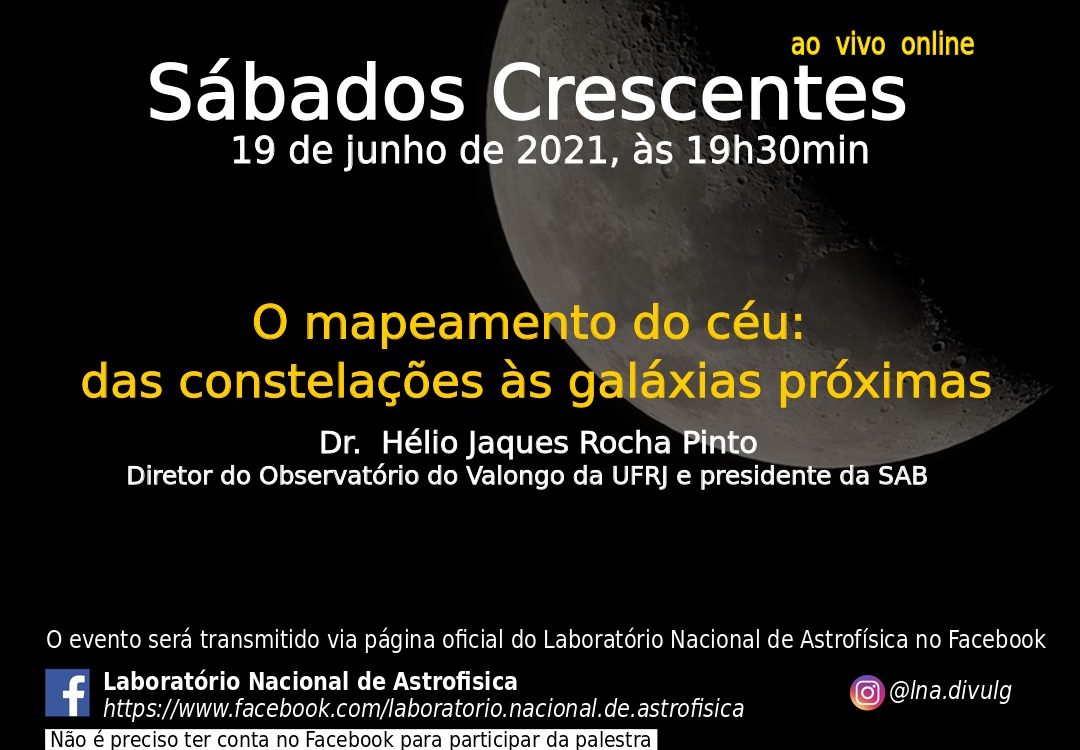 ao vivo online
Sábados Crescentes
19 de junho de 2021, às 19h30min
O mapeamento do céu:
das constelações às galáxias próximas
Dr. Hélio Jaques Rocha Pinto
Diretor do Observatório do Valongo da UFRJ e presidente da SAB
O evento será transmitido via página oficial do Laboratório Nacional de Astrofísica no Facebook
Laboratório Nacional de Astrofisica
https://www.facebook.com/laboratorio.nacional.de.astrofisica
@lna.divulg
Não é preciso ter conta no Facebook para participar da palestra